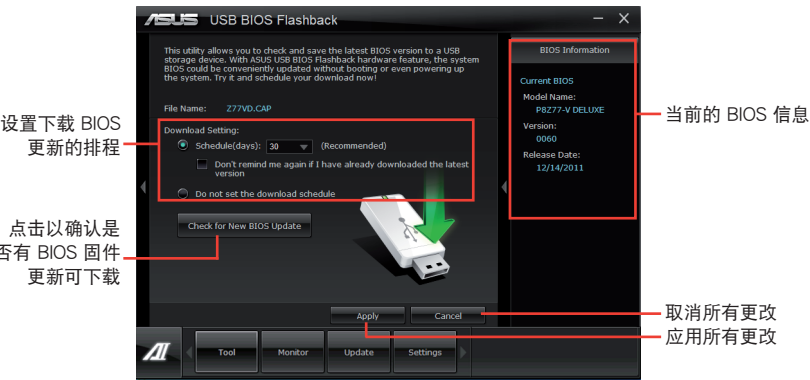 ASUS USB BIOS Flashback
This utility allows you to check and save the latest BIOS version to a USB
storage device. With ASUS USB BIOS Flashback hardware feature, the system
BIOS could be conveniently updated without booting or even powering up
the system. Try it and schedule your download now!
File Name: Z77VD.CAP
Download Setting:
Schedule(days): 30 (Recommended)
Don't remind me again if I have already downloaded the latest
version
Do not set the download schedule
Check for New BIOS Update
Apply
Cancel
Tool
Monitor
Update
Settings
BIOS Information
Current BIOS
Model Name:
P8Z77-V DELUXE
Version:
0060
Release Date:
12/14/2011
设置下载 BIOS
更新的排程
点击以确认是
否有 BIOS 固件
更新可下载
当前的 BIOS 信息
取消所有更改
应用所有更改